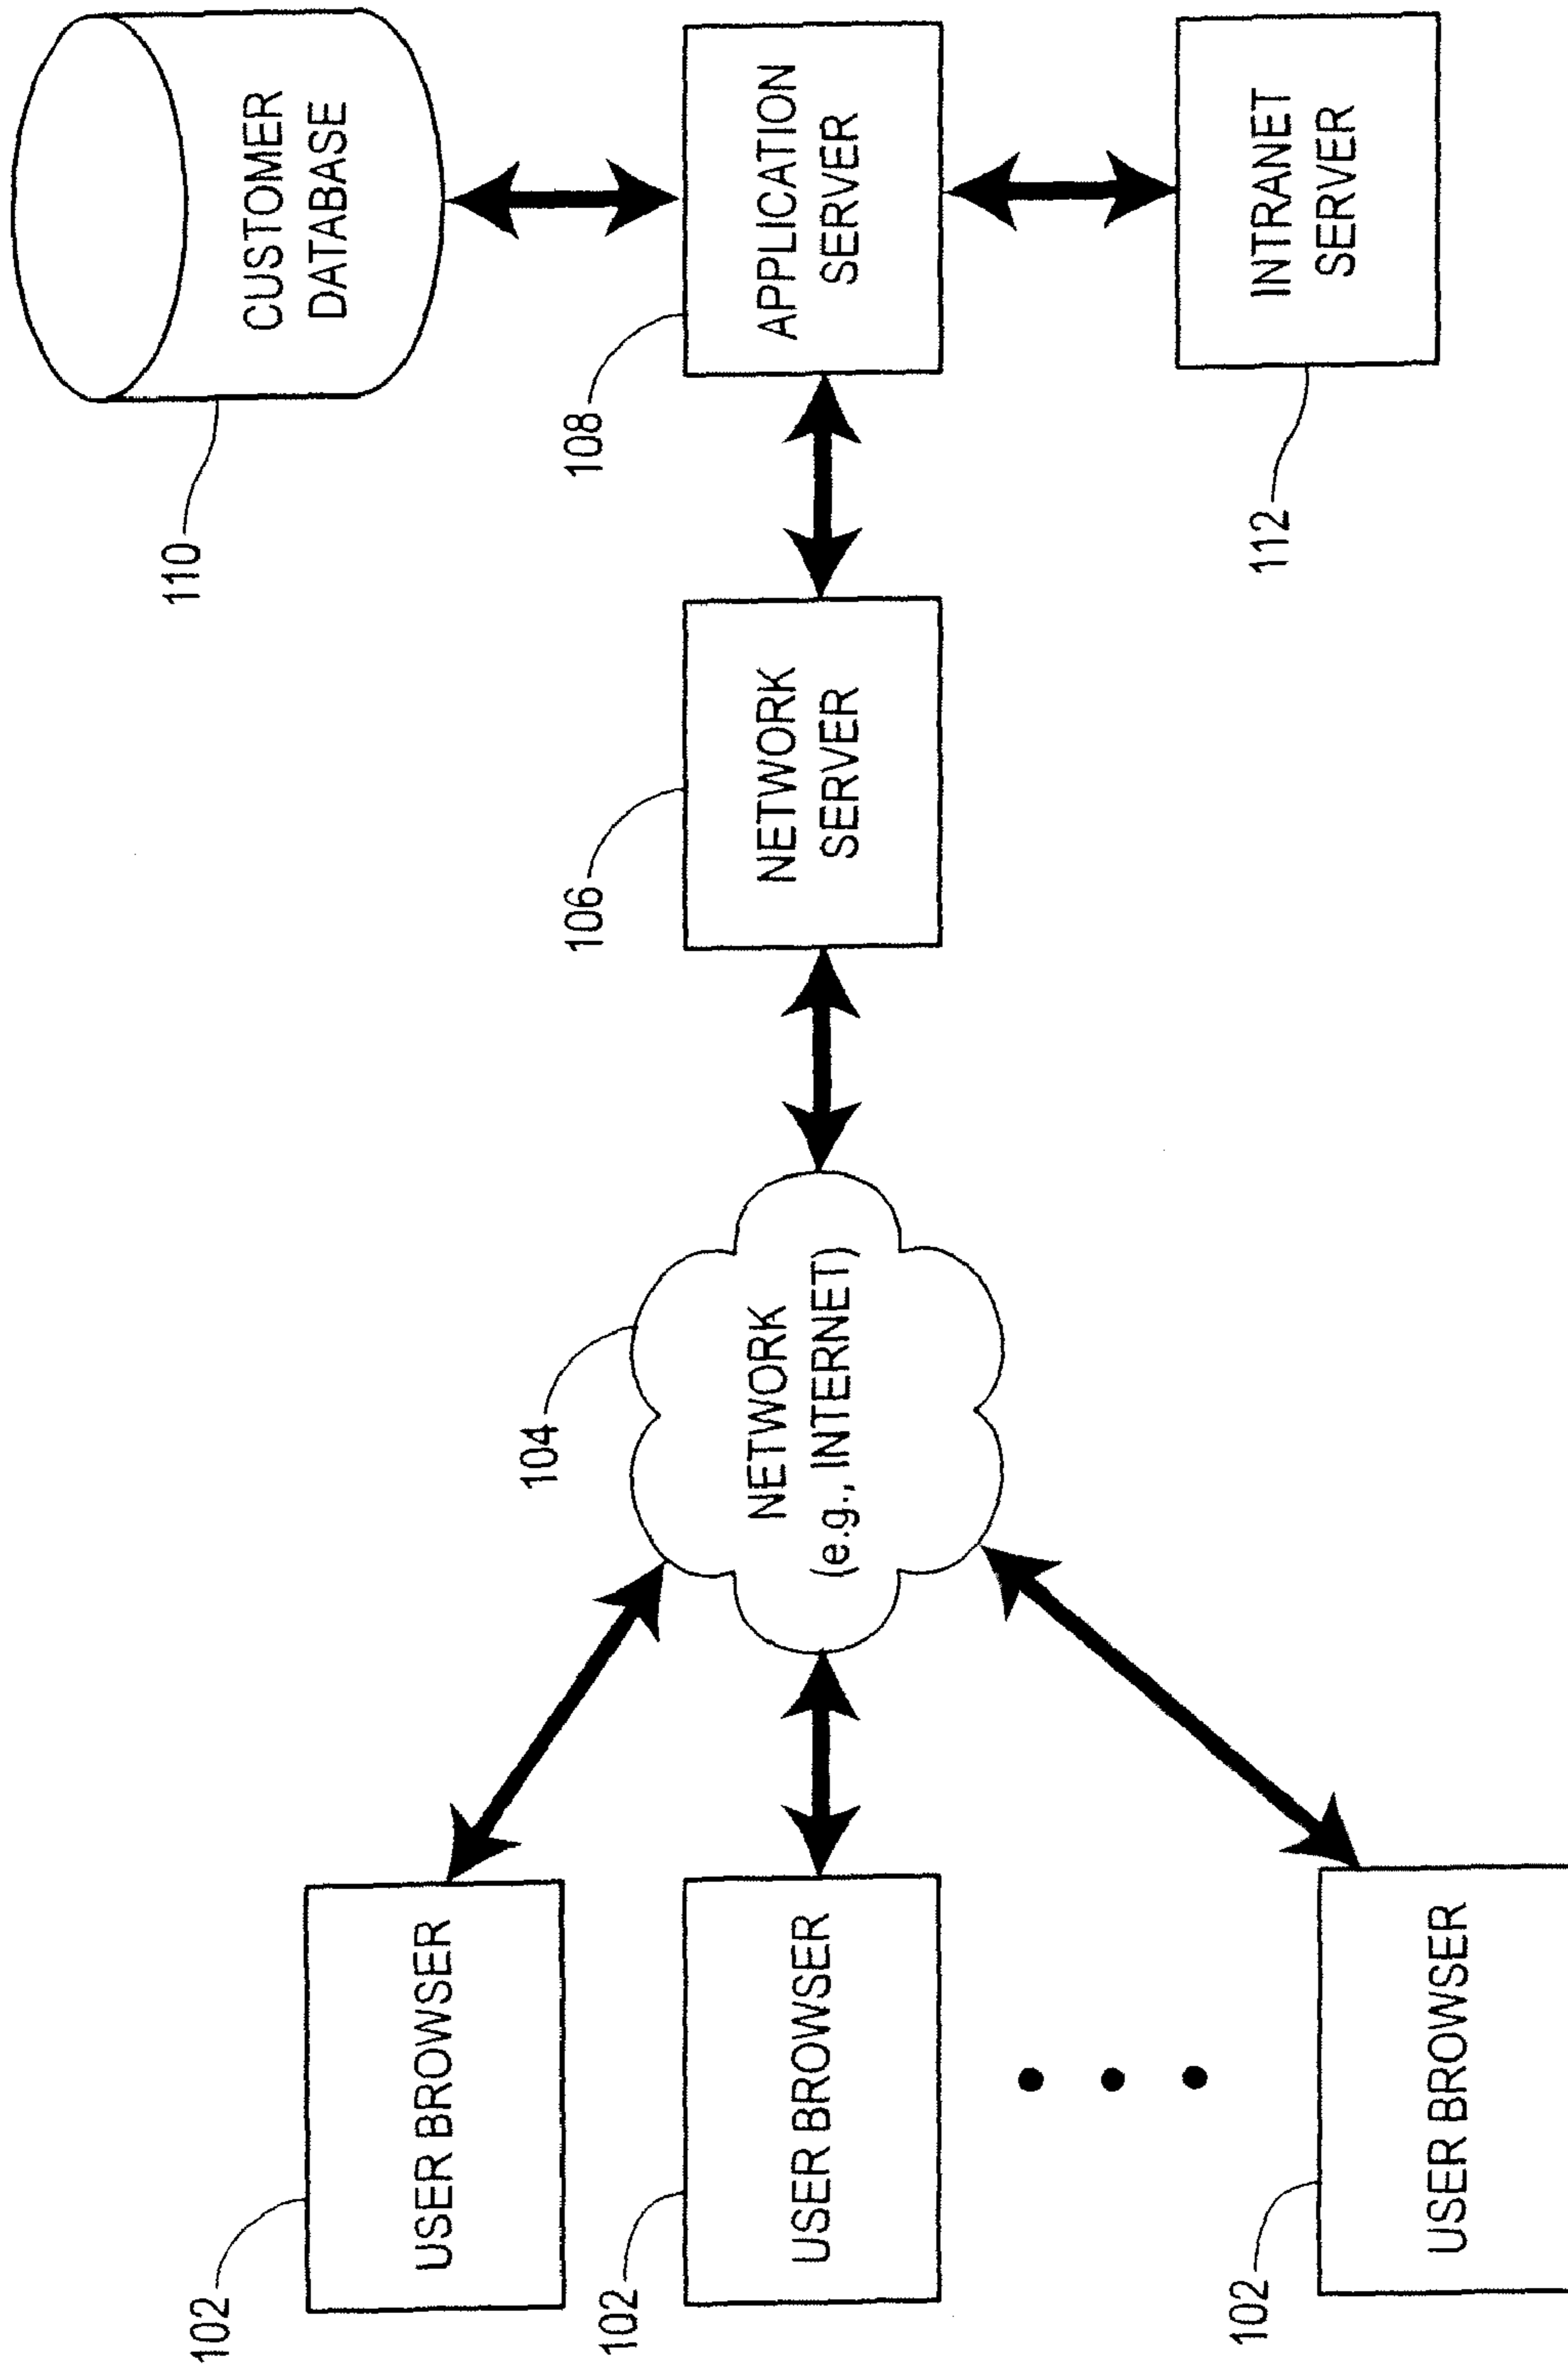 110
CUSTOMER
DATABASE
102
USER BROWSER
104
NETWORK
(e.g., INTERNET)
106
NETWORK
SERVER
108
APPLICATION
SERVER
102
USER BROWSER
102
USER BROWSER
112
INTRANET
SERVER